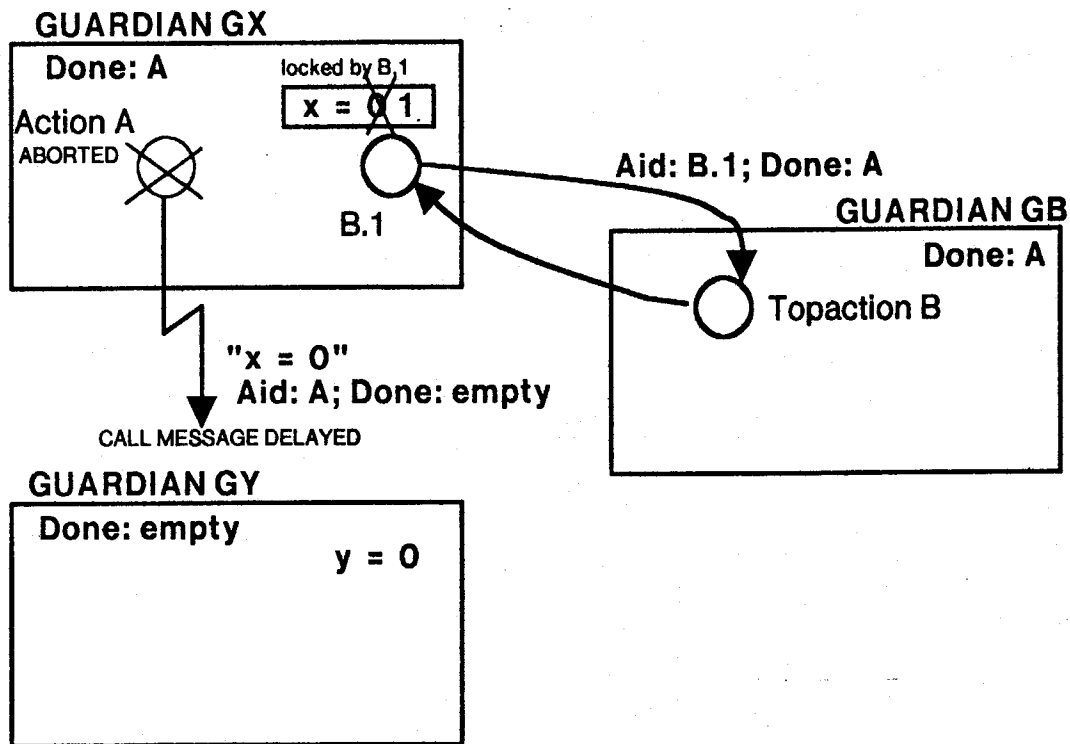 GUARDIAN GX
Done: A
locked by B.1
x = 0 1
Action A
ABORTED
B.1
Aid: B.1; Done: A
GUARDIAN GB
Done: A
Topaction B
"x = 0"
Aid: A; Done: empty
CALL MESSAGE DELAYED
GUARDIAN GY
Done: empty
y = 0